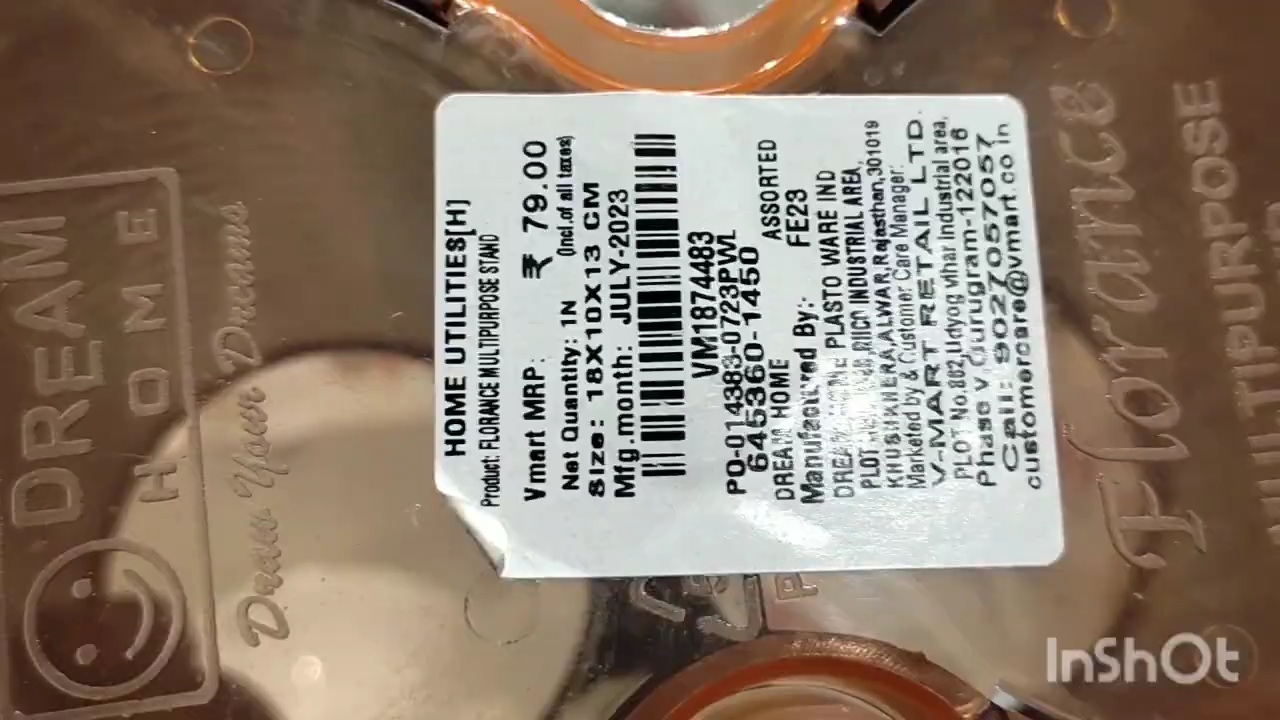 HOME UTILITIES[H]
Product: FLORANCE MULTIPURPOSE STAND
Vmart MRP: ₹ 79.00
(Incl.of all taxes)
Net Quantity: 1N
Size: 18X10X13 CM
Mfg.month: JULY-2023
VM1874483
PO-014383-0723PWL
645360-1450
ASSORTED
DREAM HOME FE23
Manufactured By:-
DREAM HOME PLASTO WARE IND
PLOT RIICO INDUSTRIAL AREA,
KHUSHKHERA,ALWAR,Rajasthan,301019
Marketed by & Customer Care Manager:
V-MART RETAIL LTD.
PLOT No.862,Udyog vihar Industrial area,
Phase V ,Gurugram-122016
Call: 9027057057
customercare@vmart.co in
DREAM
HOME
Draw Your Dreams
Florance
MULTIPURPOSE
InShOt